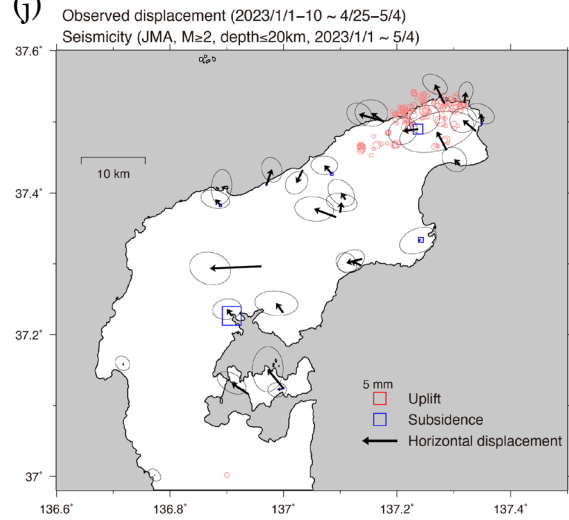 (j)
Observed displacement (2023/1/1−10 ~ 4/25−5/4)
Seismicity (JMA, M≥2, depth≤20km, 2023/1/1 ~ 5/4)
37.6°
37.4°
37.2°
37°
10 km
5 mm
Uplift
Subsidence
Horizontal displacement
136.6° 136.8° 137° 137.2° 137.4°